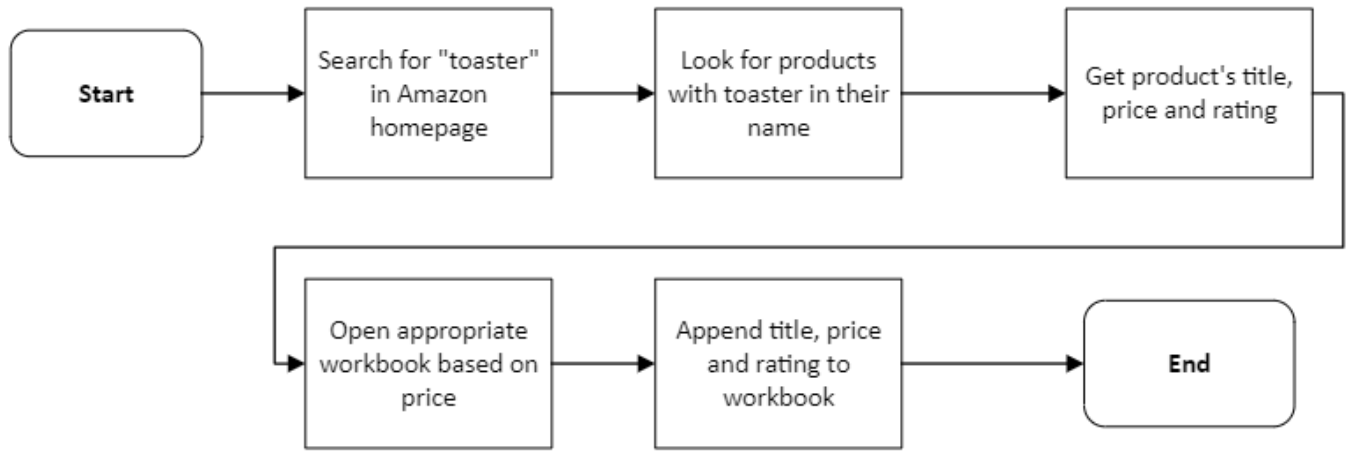 Start
Search for "toaster"
in Amazon
homepage
Look for products
with toaster in their
name
Get product's title,
price and rating
Open appropriate
workbook based on
price
Append title, price
and rating to
workbook
End